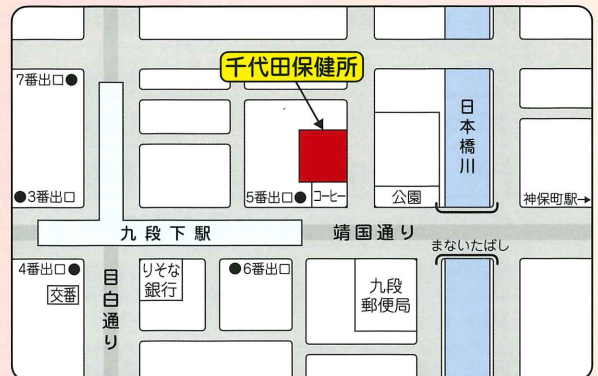 千代田保健所
7番出口●
日本橋川
●3番出口
5番出口●
コーヒー
公園
神保町駅→
九段下駅
靖国通り
まないたばし
4番出口●
交番
目白通り
りそな
銀行
●6番出口
九段
郵便局